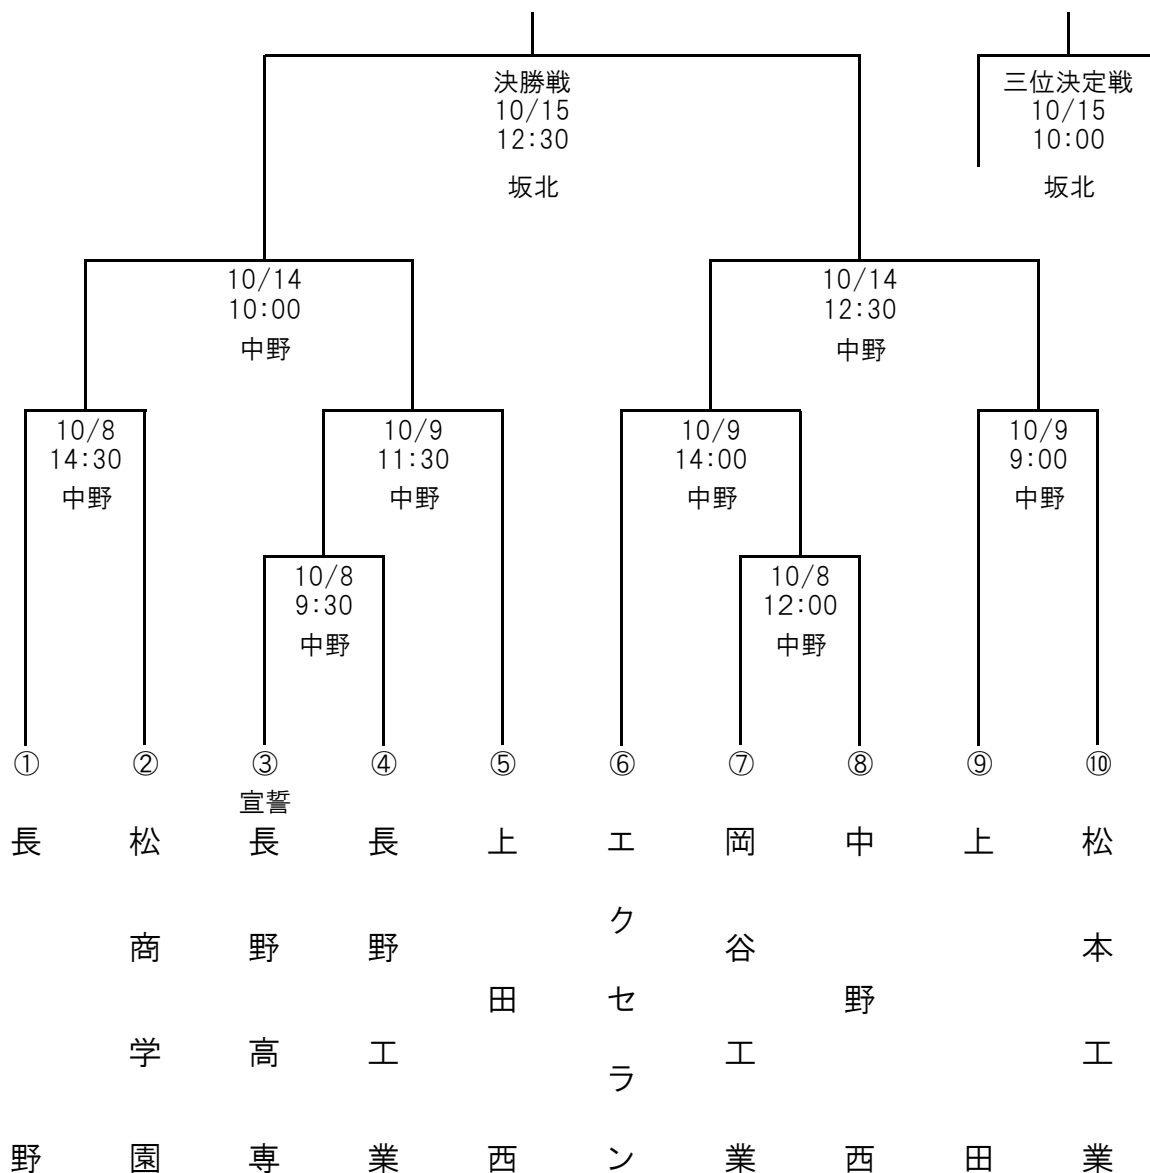 決勝戦
10/15
12:30
坂北
三位決定戦
10/15
10:00
坂北
10/14
10:00
中野
10/14
12:30
中野
10/8
14:30
中野
10/9
11:30
中野
10/9
14:00
中野
10/9
9:00
中野
10/8
9:30
中野
10/8
12:00
中野
①
長野
②
松商学園
③
宣誓
長野高専
④
長野工業
⑤
上田西
⑥
エクセラン
⑦
岡谷工業
⑧
中野西
⑨
上田
⑩
松本工業